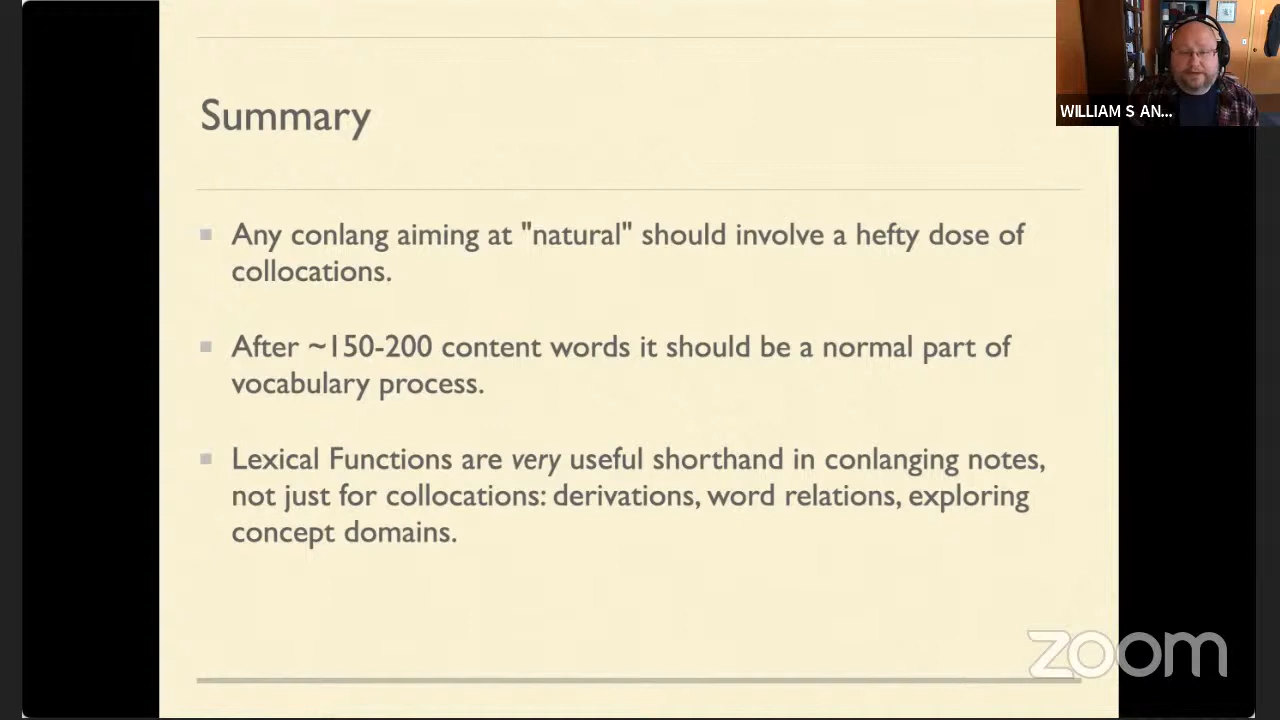 WILLIAM S AN...
Summary
Any conlang aiming at "natural" should involve a hefty dose of
collocations.
After ~150-200 content words it should be a normal part of
vocabulary process.
Lexical Functions are very useful shorthand in conlanging notes,
not just for collocations: derivations, word relations, exploring
concept domains.
zoom